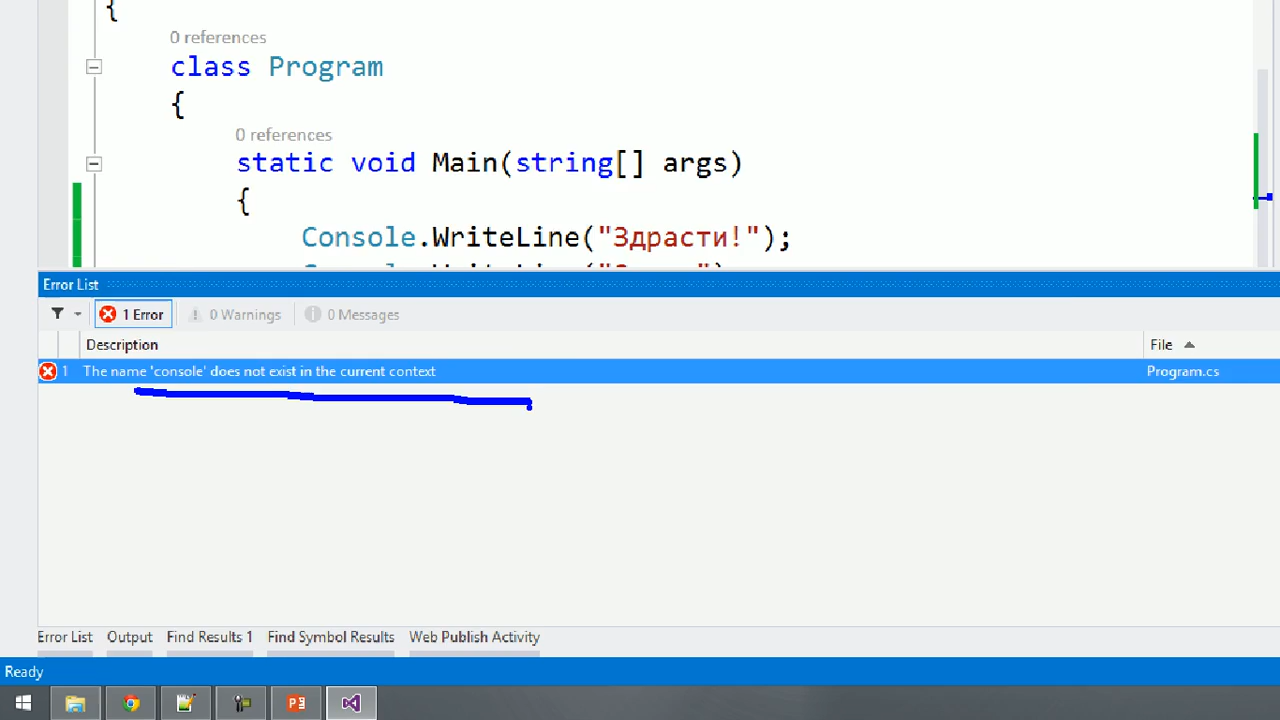 {
0 references
class Program
{
0 references
static void Main(string[] args)
{
Console.WriteLine("Здрасти!");
Error List
1 Error 0 Warnings 0 Messages
Description File
1 The name 'console' does not exist in the current context Program.cs
Error List Output Find Results 1 Find Symbol Results Web Publish Activity
Ready